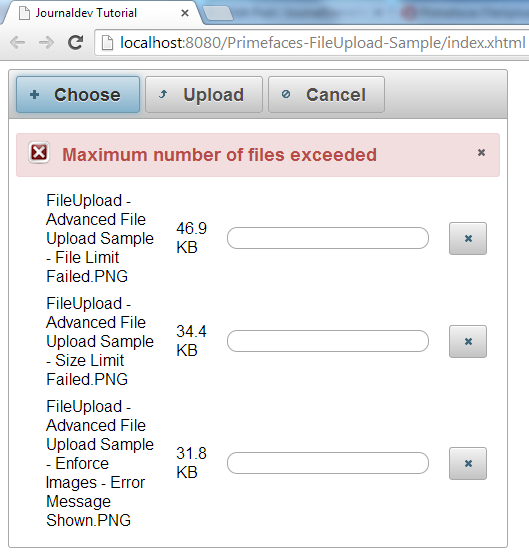 Journaldev Tutorial
localhost:8080/Primefaces-FileUpload-Sample/index.xhtml
Choose Upload Cancel
Maximum number of files exceeded
FileUpload -
Advanced File
Upload Sample
- File Limit
Failed.PNG
46.9
KB
FileUpload -
Advanced File
Upload Sample
- Size Limit
Failed.PNG
34.4
KB
FileUpload -
Advanced File
Upload Sample
- Enforce
Images - Error
Message
Shown.PNG
31.8
KB